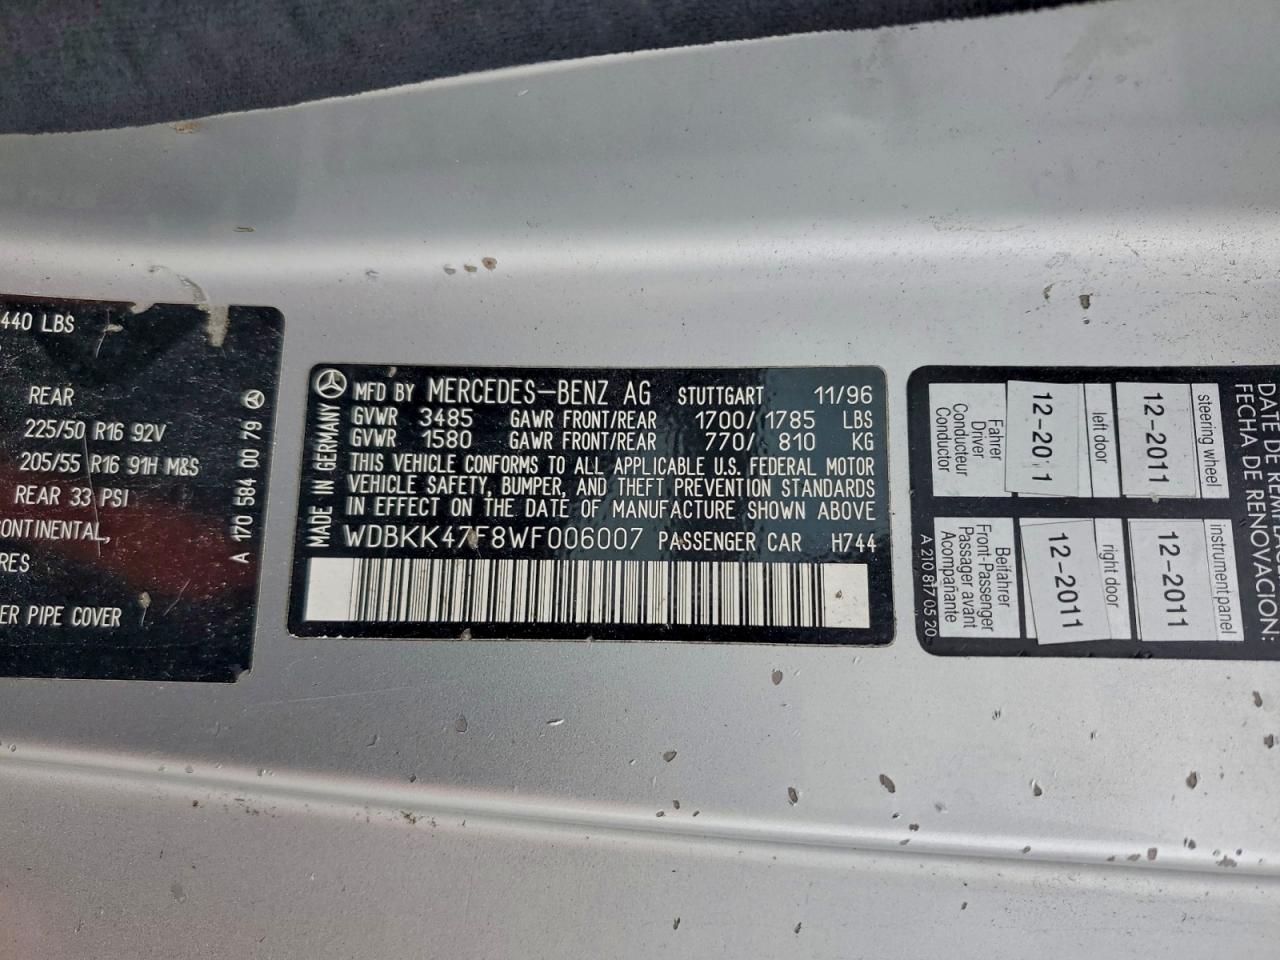 440 LBS
REAR
225/50 R16 92V
205/55 R16 91H M&S
REAR 33 PSI
CONTINENTAL,
ER PIPE COVER
A 170 584 00 79
MADE IN GERMANY
MFD BY MERCEDES-BENZ AG STUTTGART 11/96
GVWR 3485 GAWR FRONT/REAR 1700/1785 LBS
GVWR 1580 GAWR FRONT/REAR 770/ 810 KG
THIS VEHICLE CONFORMS TO ALL APPLICABLE U.S. FEDERAL MOTOR
VEHICLE SAFETY, BUMPER, AND THEFT PREVENTION STANDARDS
IN EFFECT ON THE DATE OF MANUFACTURE SHOWN ABOVE
WDBKK47F8WF006007 PASSENGER CAR H744
FECHA DE RENOVACION:
steering wheel
12-2011
left door
12-2011
Fahrer
Driver
Conducteur
Conductor
instrumentpanel
12-2011
right door
12-2011
Beifahrer
Front-Passenger
Passager avant
Acompañante
A 210 817 05 20